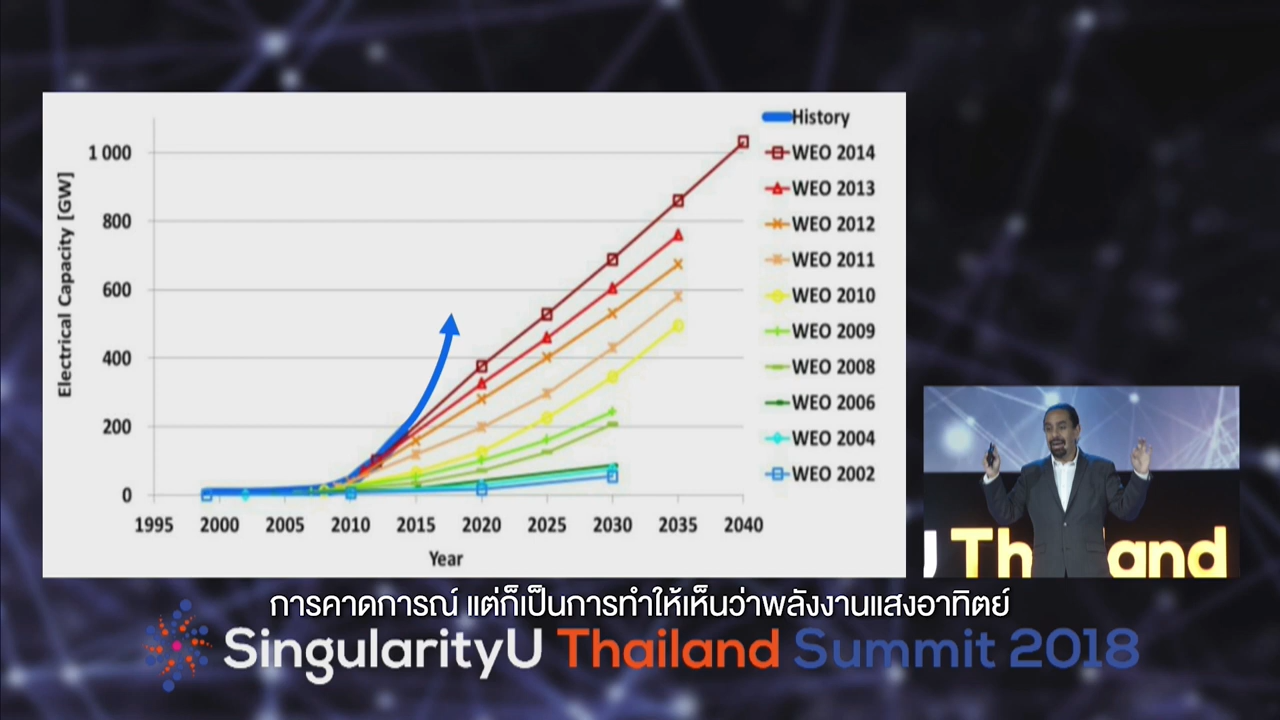 History
WEO 2014
WEO 2013
WEO 2012
WEO 2011
WEO 2010
WEO 2009
WEO 2008
WEO 2006
WEO 2004
WEO 2002
Electrical Capacity [GW]
1 000
800
600
400
200
0
1995 2000 2005 2010 2015 2020 2025 2030 2035 2040
Year
U Th and
การคาดการณ์ แต่ก็เป็นการทำให้เห็นว่าพลังงานแสงอาทิตย์
SingularityU Thailand Summit 2018